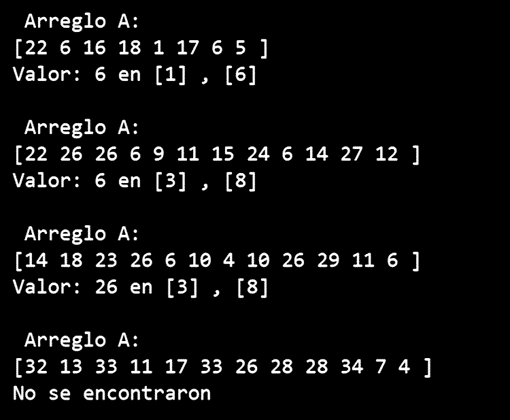 Arreglo A:
[22 6 16 18 1 17 6 5 ]
Valor: 6 en [1] , [6]
Arreglo A:
[22 26 26 6 9 11 15 24 6 14 27 12 ]
Valor: 6 en [3] , [8]
Arreglo A:
[14 18 23 26 6 10 4 10 26 29 11 6 ]
Valor: 26 en [3] , [8]
Arreglo A:
[32 13 33 11 17 33 26 28 28 34 7 4 ]
No se encontraron